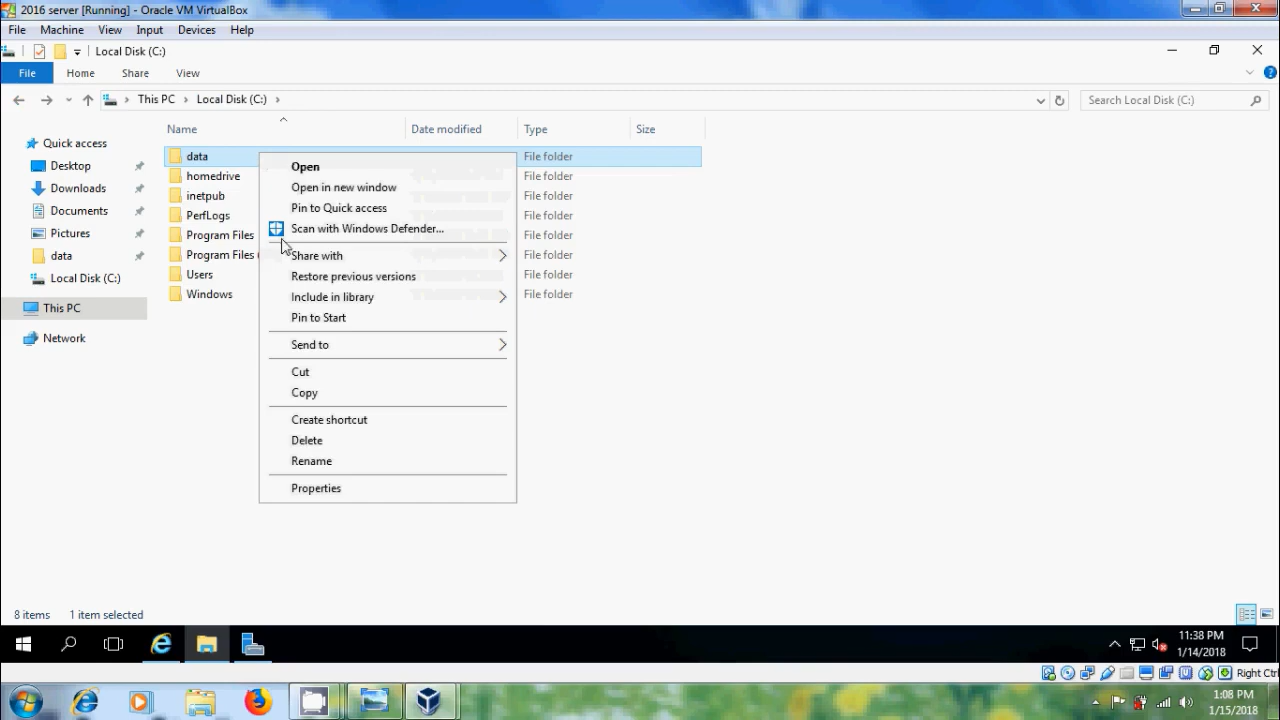 2016 server [Running] - Oracle VM VirtualBox
File Machine View Input Devices Help
Local Disk (C:)
File Home Share View
This PC Local Disk (C:) Search Local Disk (C:)
Name Date modified Type Size
Quick access
Desktop
Downloads
Documents
Pictures
data
Local Disk (C:)
This PC
Network
data File folder
homedrive File folder
inetpub File folder
PerfLogs File folder
Program Files File folder
Program Files File folder
Users File folder
Windows File folder
Open
Open in new window
Pin to Quick access
Scan with Windows Defender...
Share with
Restore previous versions
Include in library
Pin to Start
Send to
Cut
Copy
Create shortcut
Delete
Rename
Properties
8 items 1 item selected
11:38 PM
1/14/2018
Right Ctrl
1:08 PM
1/15/2018